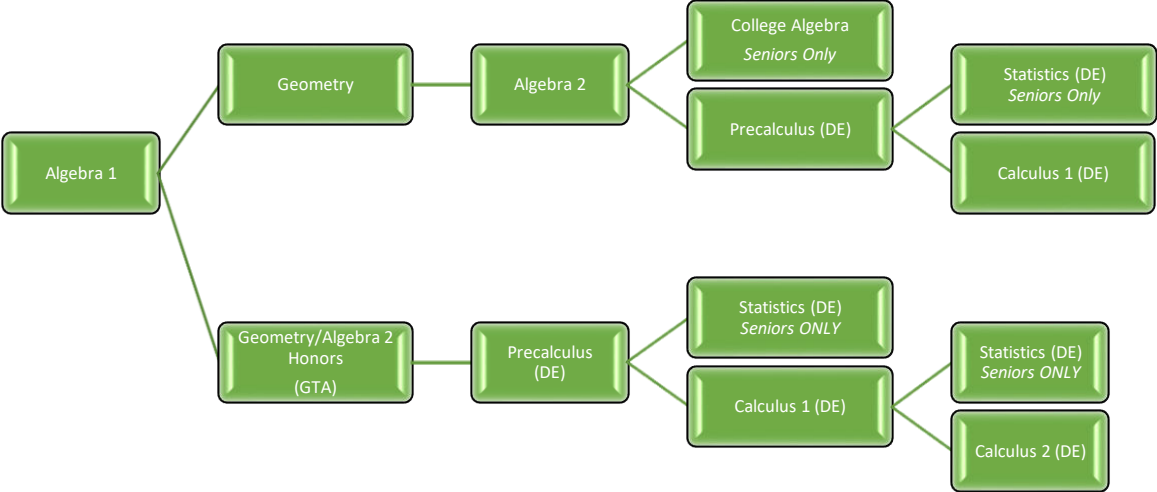 Algebra 1
Geometry
Algebra 2
College Algebra
Seniors Only
Precalculus (DE)
Statistics (DE)
Seniors Only
Calculus 1 (DE)
Geometry/Algebra 2
Honors
(GTA)
Precalculus
(DE)
Statistics (DE)
Seniors ONLY
Calculus 1 (DE)
Statistics (DE)
Seniors ONLY
Calculus 2 (DE)